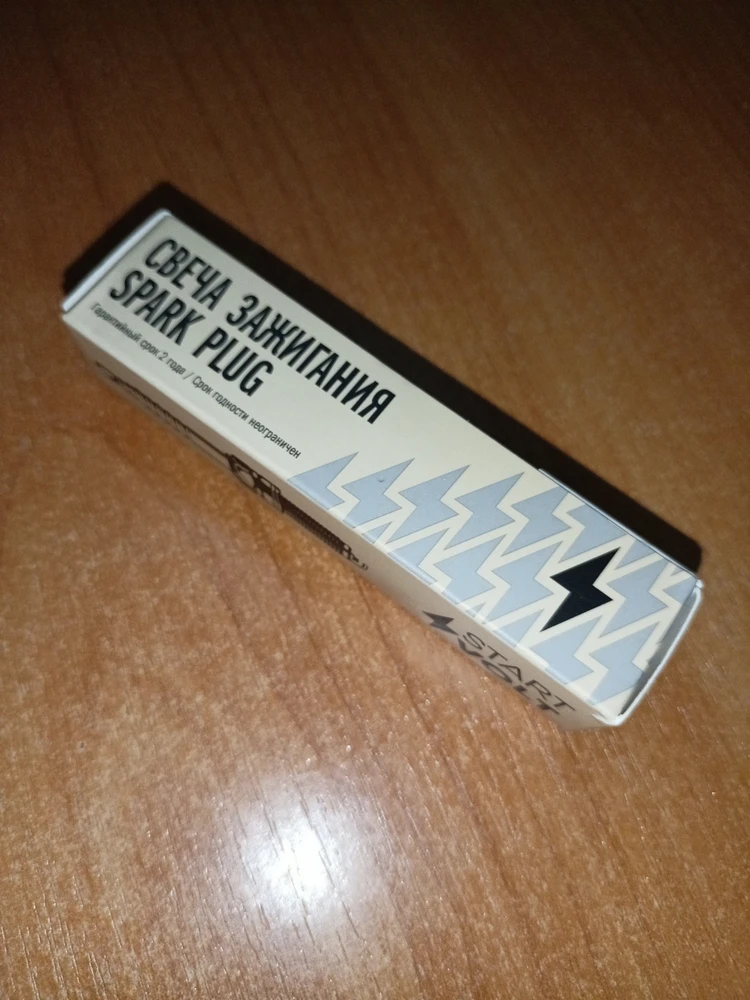 СВЕЧА ЗАЖИГАНИЯ
SPARK PLUG
Гарантийный срок 2 года / Срок годности неограничен
START
VOLT